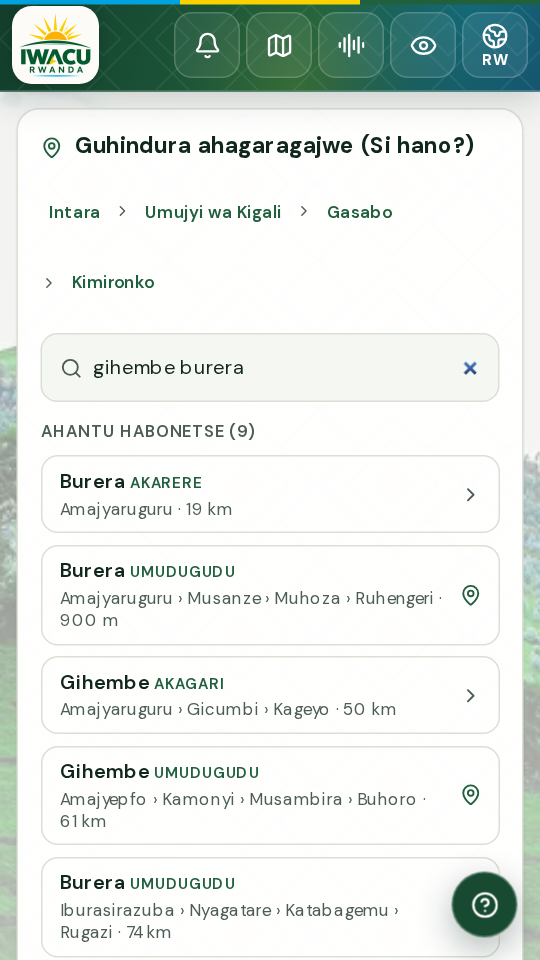 IWACU
RWANDA
RW
Guhindura ahagaragajwe (Si hano?)
Intara › Umujyi wa Kigali › Gasabo
› Kimironko
gihembe burera
AHANTU HABONETSE (9)
Burera AKARERE
Amajyaruguru · 19 km
Burera UMUDUGUDU
Amajyaruguru › Musanze › Muhoza › Ruhengeri ·
900 m
Gihembe AKAGARI
Amajyaruguru › Gicumbi › Kageyo · 50 km
Gihembe UMUDUGUDU
Amajyepfo › Kamonyi › Musambira › Buhoro ·
61 km
Burera UMUDUGUDU
Iburasirazuba › Nyagatare › Katabagemu ›
Rugazi · 74 km